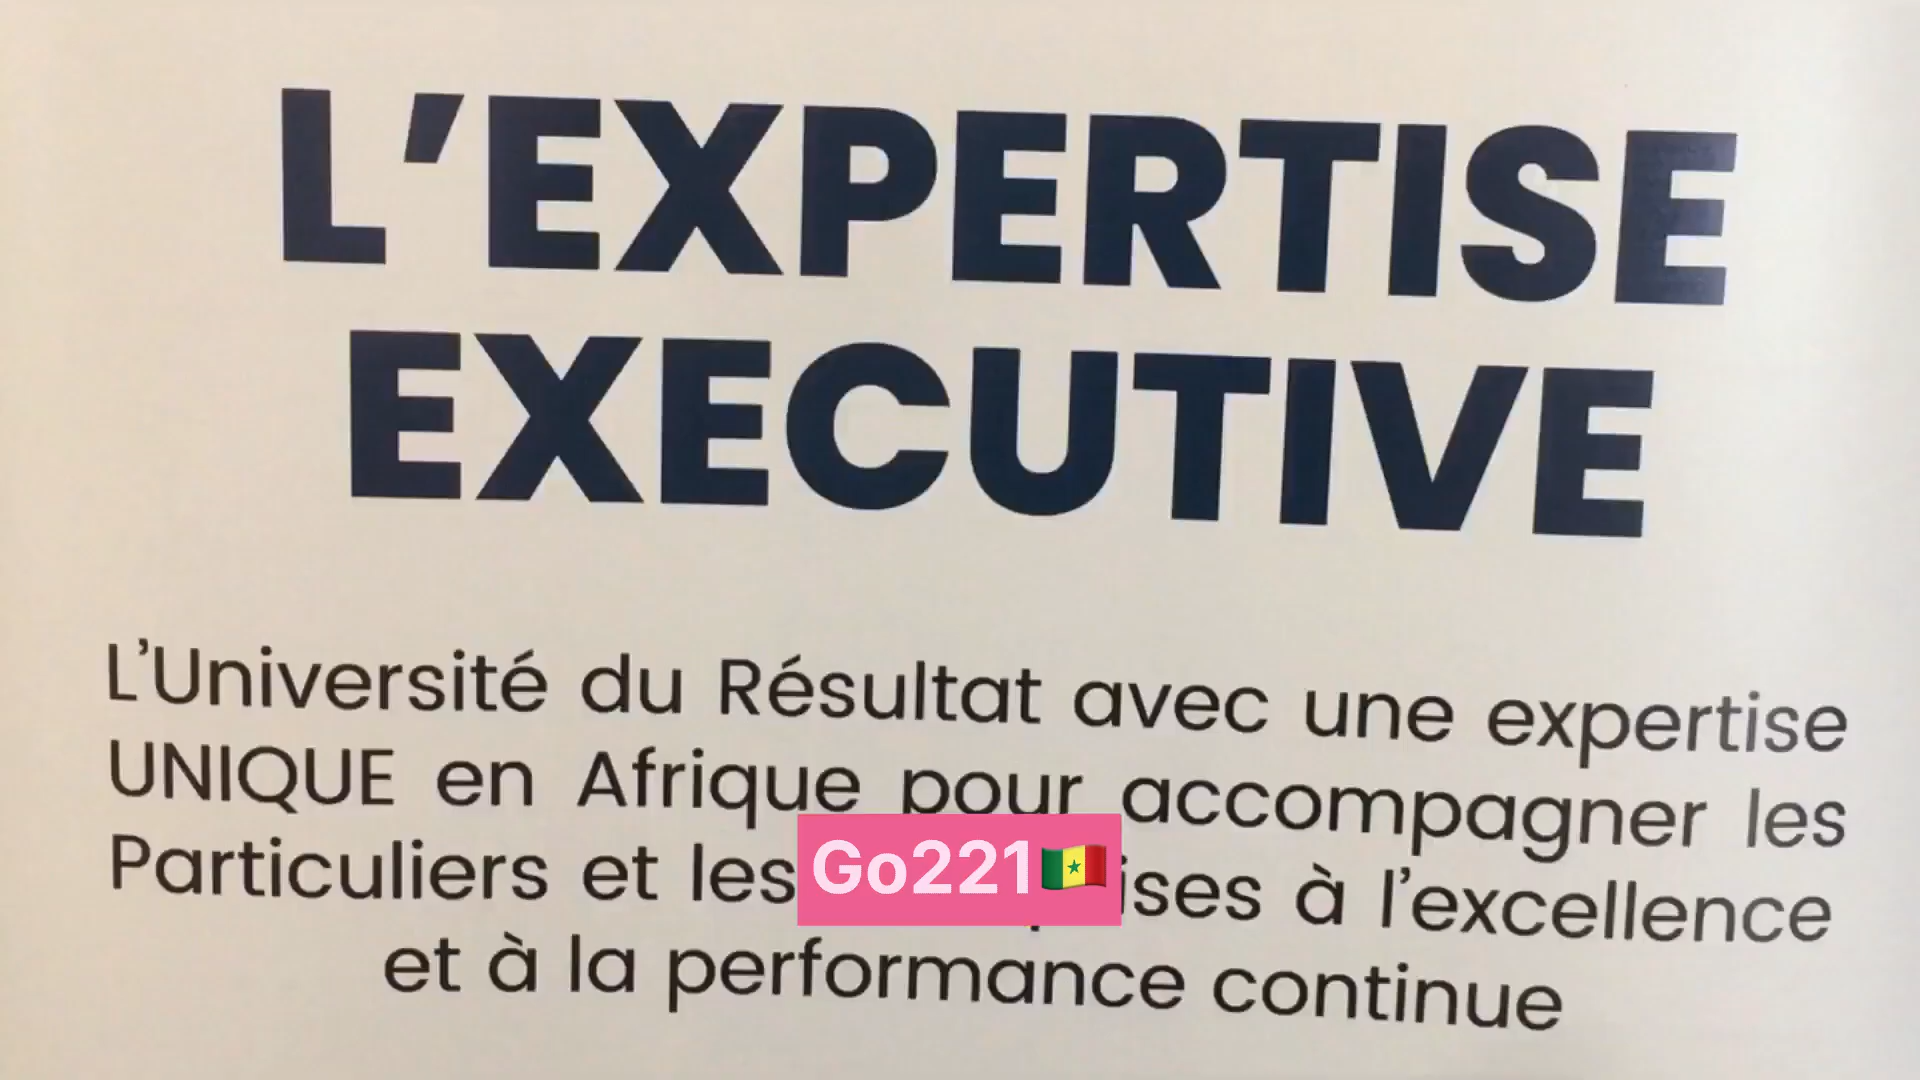 L’EXPERTISE
EXECUTIVE
L’Université du Résultat avec une expertise
UNIQUE en Afrique pour accompagner les
Particuliers et les à l’excellence
et à la performance continue
Go221🇸🇳